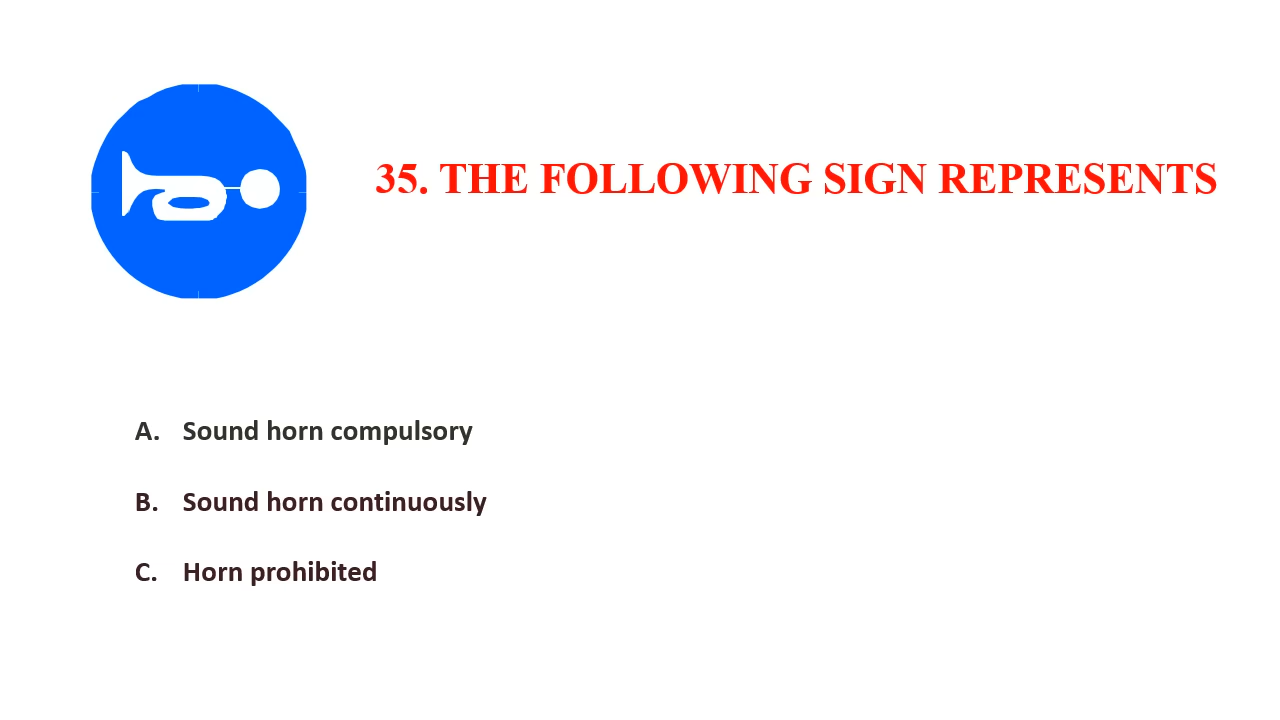 35. THE FOLLOWING SIGN REPRESENTS
A. Sound horn compulsory
B. Sound horn continuously
C. Horn prohibited